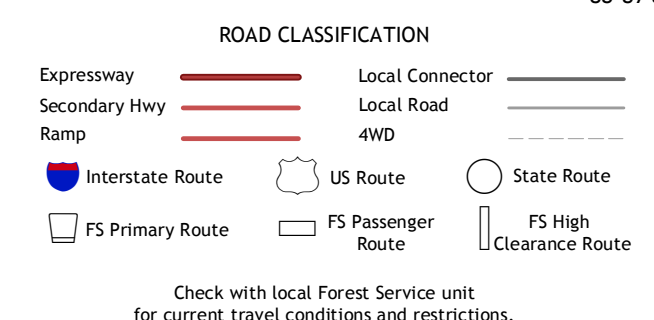 ROAD CLASSIFICATION
Expressway
Local Connector
Secondary Hwy
Local Road
Ramp
4WD
Interstate Route
US Route
State Route
FS Primary Route
FS Passenger
Route
FS High
Clearance Route
Check with local Forest Service unit
for current travel conditions and restrictions.